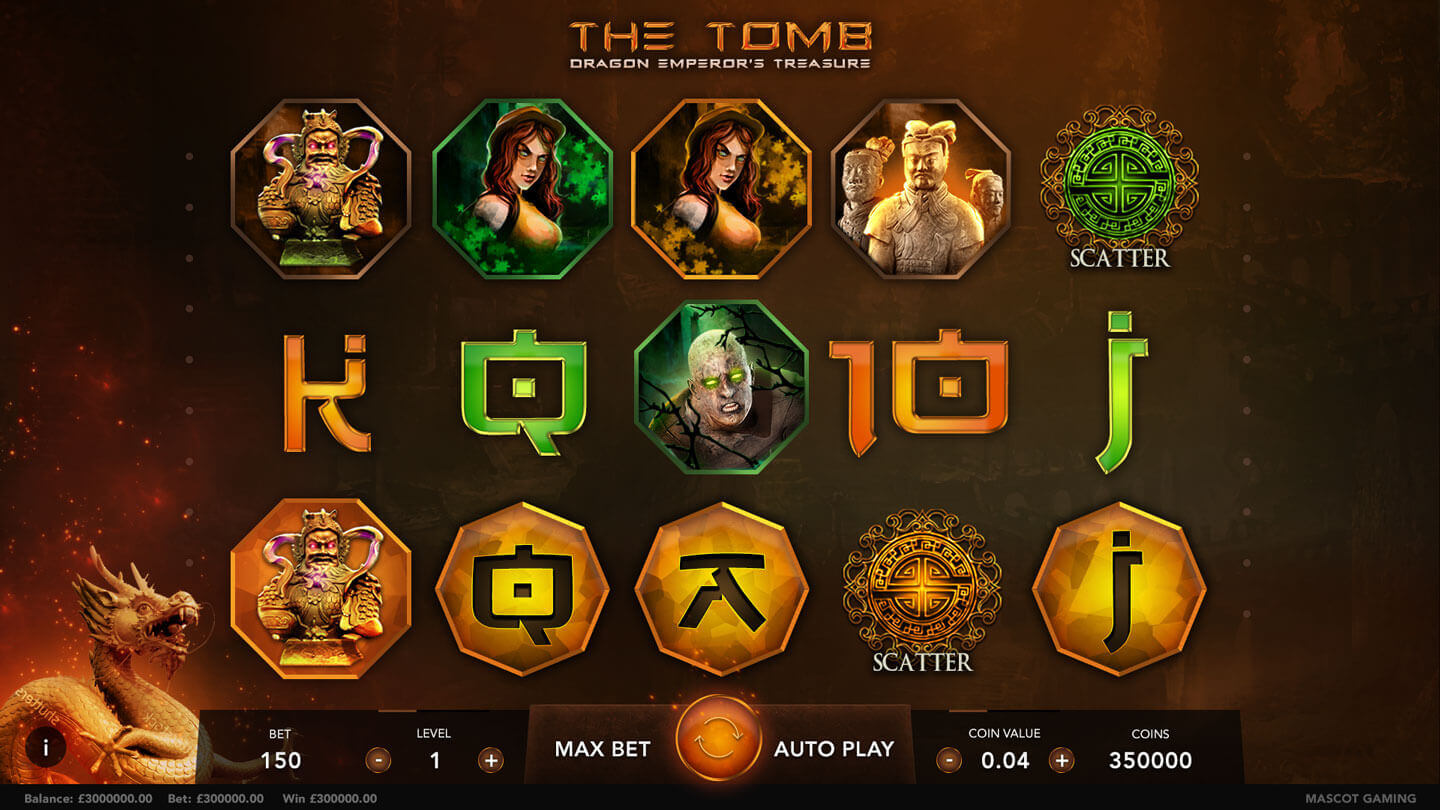 THE TOMB
DRAGON EMPEROR'S TREASURE
SCATTER
K Q 10 J
Q A J
SCATTER
BET
150
LEVEL
- 1 +
MAX BET
AUTO PLAY
COIN VALUE
- 0.04 +
COINS
350000
i
Balance: £3000000.00 Bet: £300000.00 Win £300000.00
MASCOT GAMING